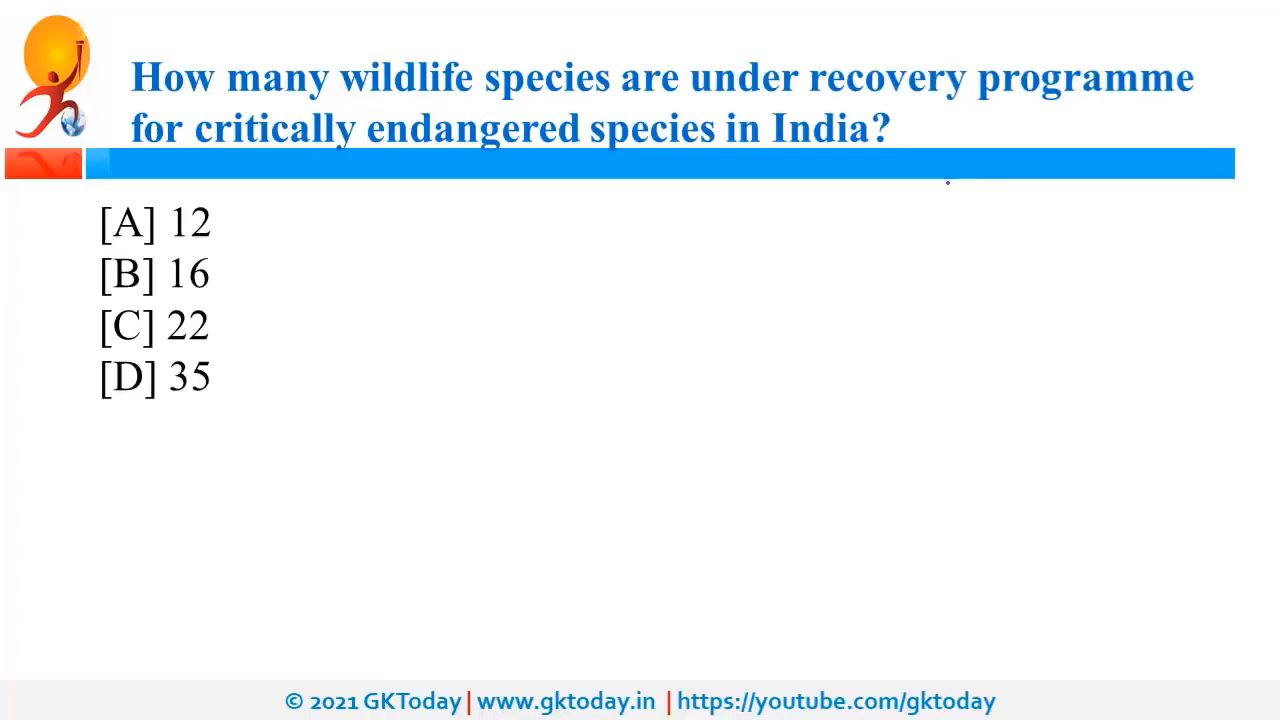 How many wildlife species are under recovery programme
for critically endangered species in India?
[A] 12
[B] 16
[C] 22
[D] 35
© 2021 GKToday | www.gktoday.in | https://youtube.com/gktoday